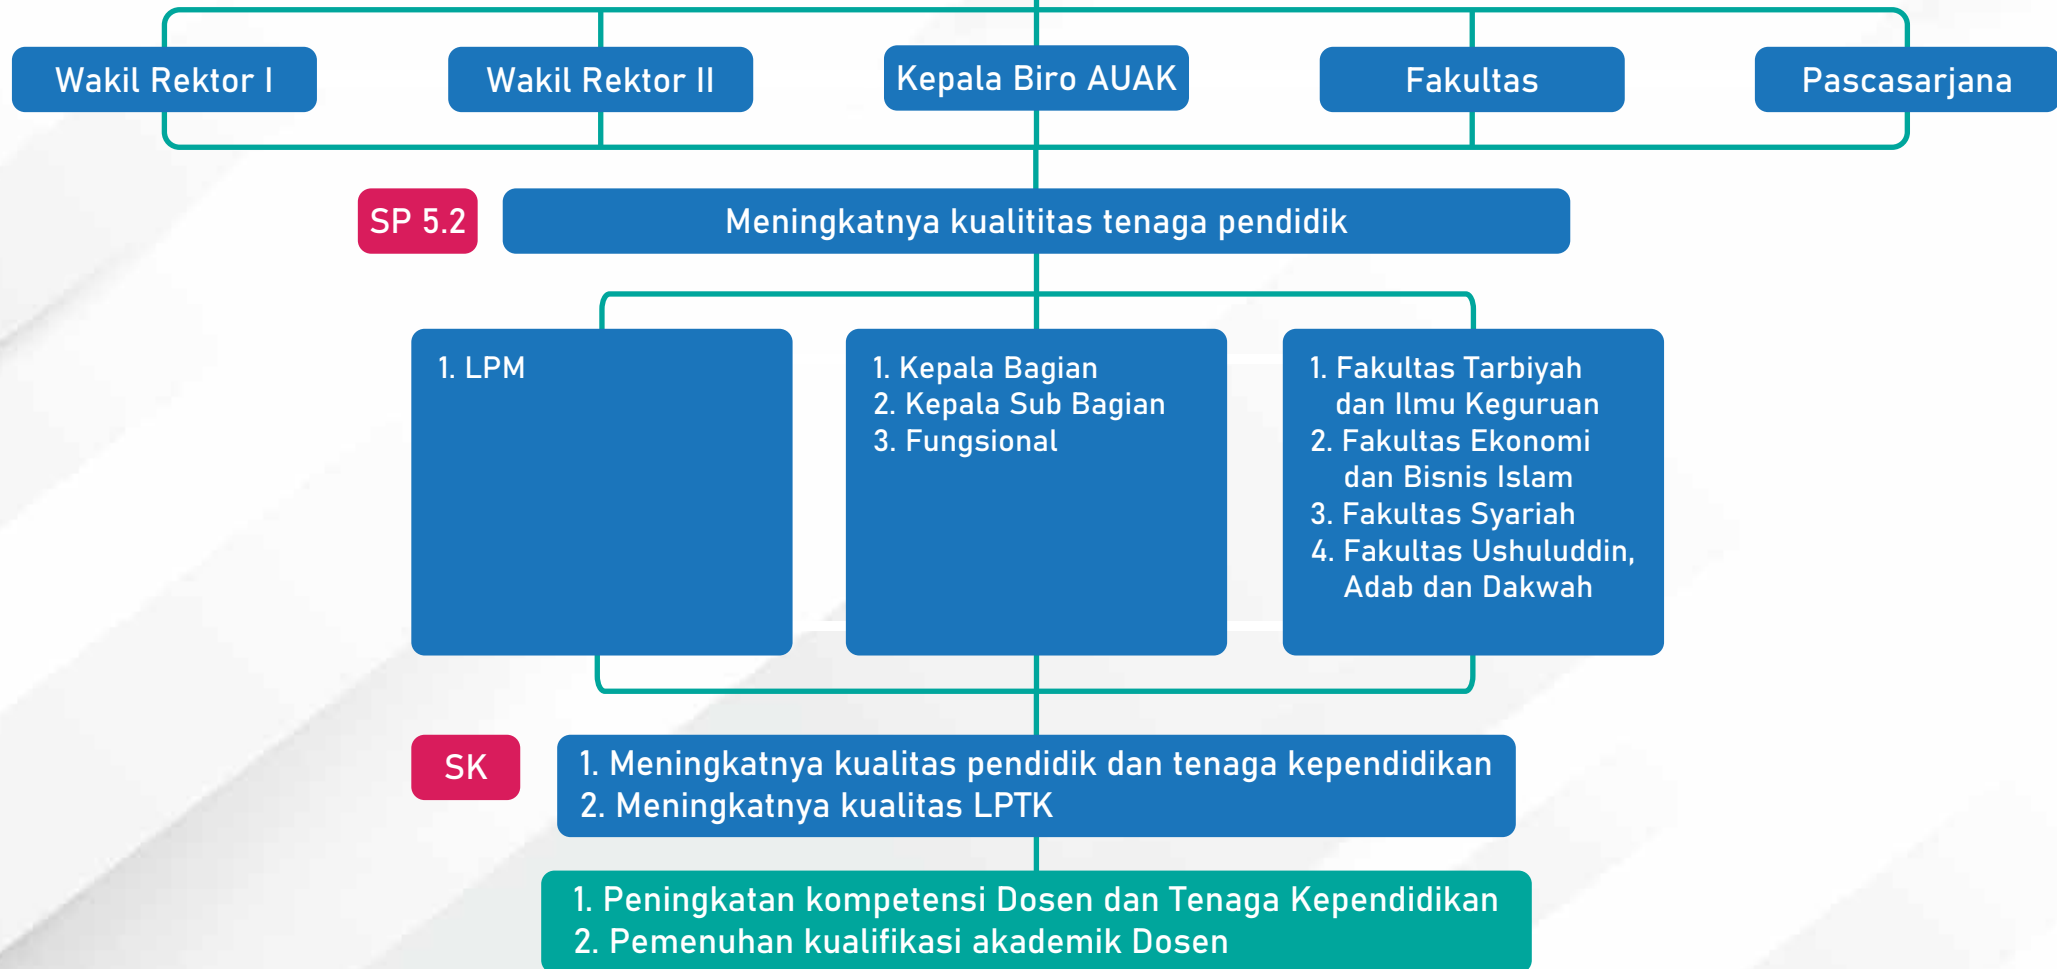 Wakil Rektor I
Wakil Rektor II
Kepala Biro AUAK
Fakultas
Pascasarjana
SP 5.2
Meningkatnya kualititas tenaga pendidik
1. LPM
1. Kepala Bagian
2. Kepala Sub Bagian
3. Fungsional
1. Fakultas Tarbiyah
dan Ilmu Keguruan
2. Fakultas Ekonomi
dan Bisnis Islam
3. Fakultas Syariah
4. Fakultas Ushuluddin,
Adab dan Dakwah
SK
1. Meningkatnya kualitas pendidik dan tenaga kependidikan
2. Meningkatnya kualitas LPTK
1. Peningkatan kompetensi Dosen dan Tenaga Kependidikan
2. Pemenuhan kualifikasi akademik Dosen